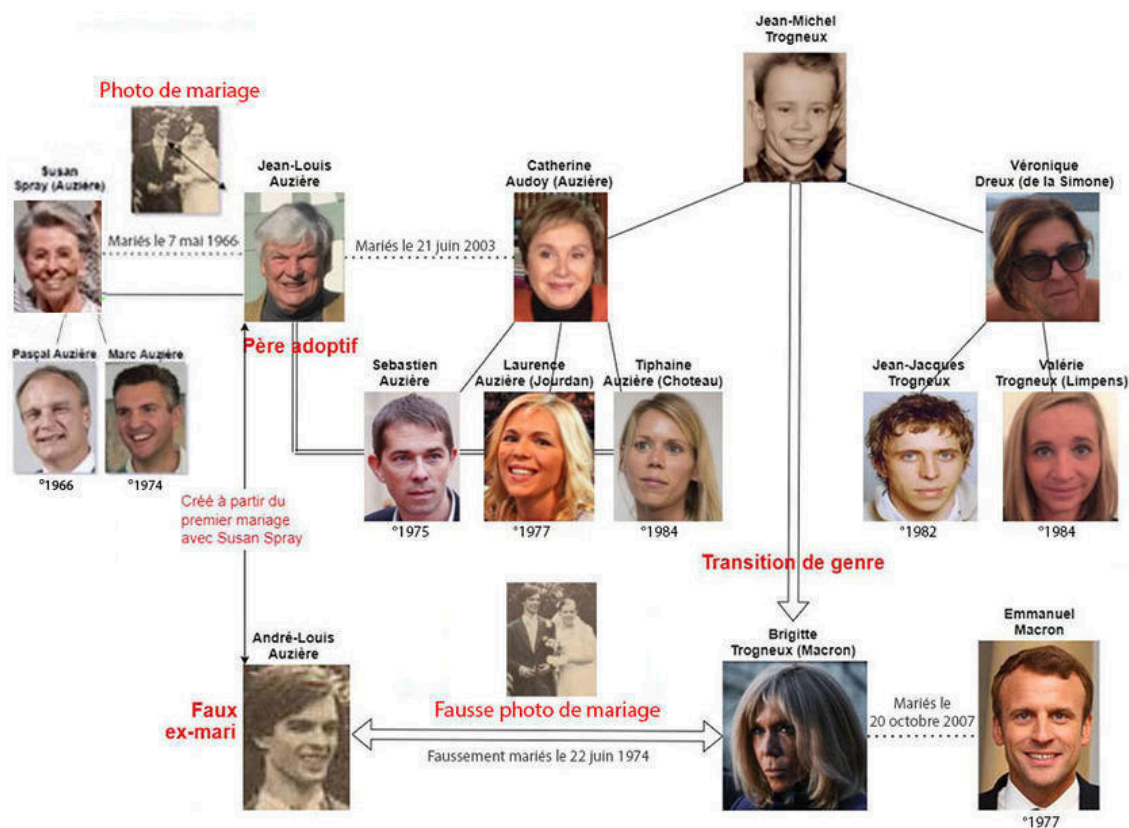 Jean-Michel
Trogneux
Photo de mariage
Susan
Spray (Auzière)
Jean-Louis
Auzière
Catherine
Audoy (Auzière)
Véronique
Dreux (de la Simone)
Mariés le 7 mai 1966
Mariés le 21 juin 2003
Père adoptif
Pascal Auzière
Marc Auzière
Sebastien
Auzière
Laurence
Auzière (Jourdan)
Tiphaine
Auzière (Choteau)
Jean-Jacques
Trogneux
Valérie
Trogneux (Limpens)
°1966
°1974
°1975
°1977
°1984
°1982
°1984
Créé à partir du
premier mariage
avec Susan Spray
Transition de genre
André-Louis
Auzière
Brigitte
Trogneux (Macron)
Emmanuel
Macron
Faux
ex-mari
Fausse photo de mariage
Faussement mariés le 22 juin 1974
Mariés le
20 octobre 2007
°1977